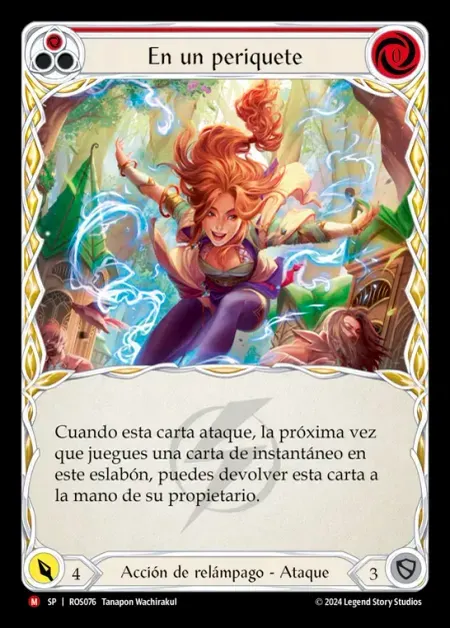 En un periquete
0
Cuando esta carta ataque, la próxima vez
que juegues una carta de instantáneo en
este eslabón, puedes devolver esta carta a
la mano de su propietario.
4
Acción de relámpago - Ataque
3
M SP | ROS076 Tanapon Wachirakul
© 2024 Legend Story Studios